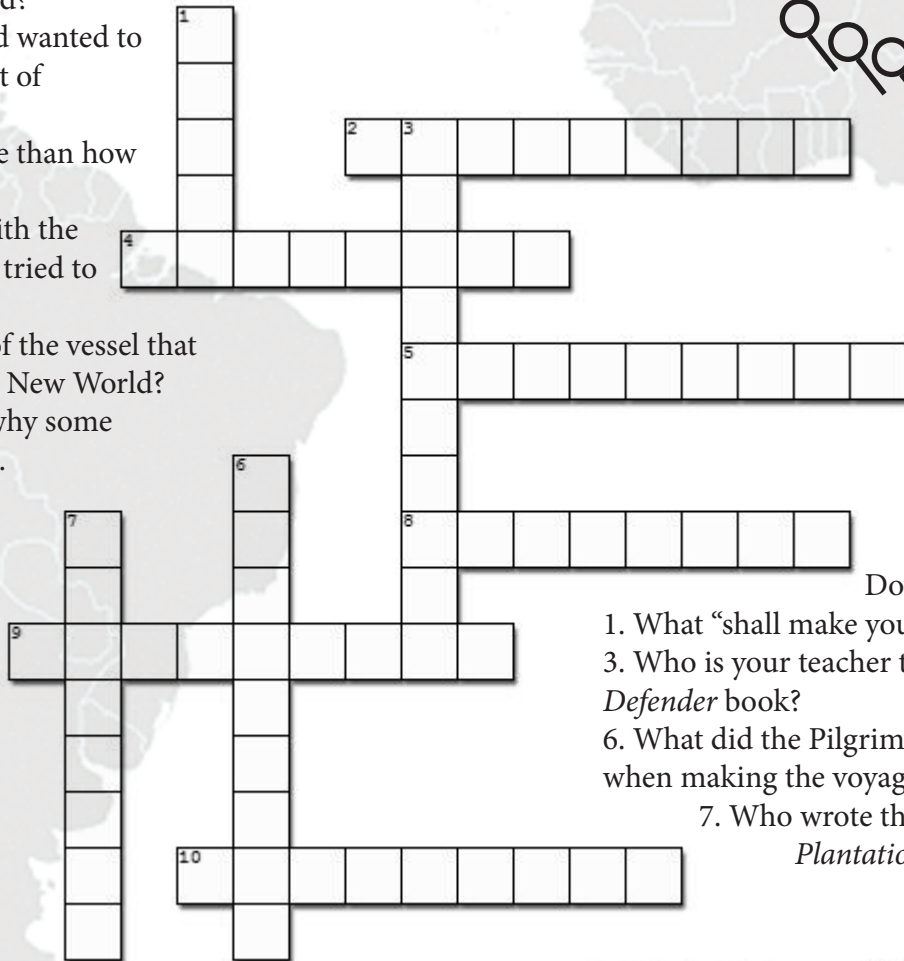 d?
d wanted to
t of
e than how
ith the
tried to
of the vessel that
New World?
why some
.
1
2
3
4
5
6
7
8
9
10
Do
1. What “shall make you
3. Who is your teacher t
Defender book?
6. What did the Pilgrim
when making the voyag
7. Who wrote th
Plantatio